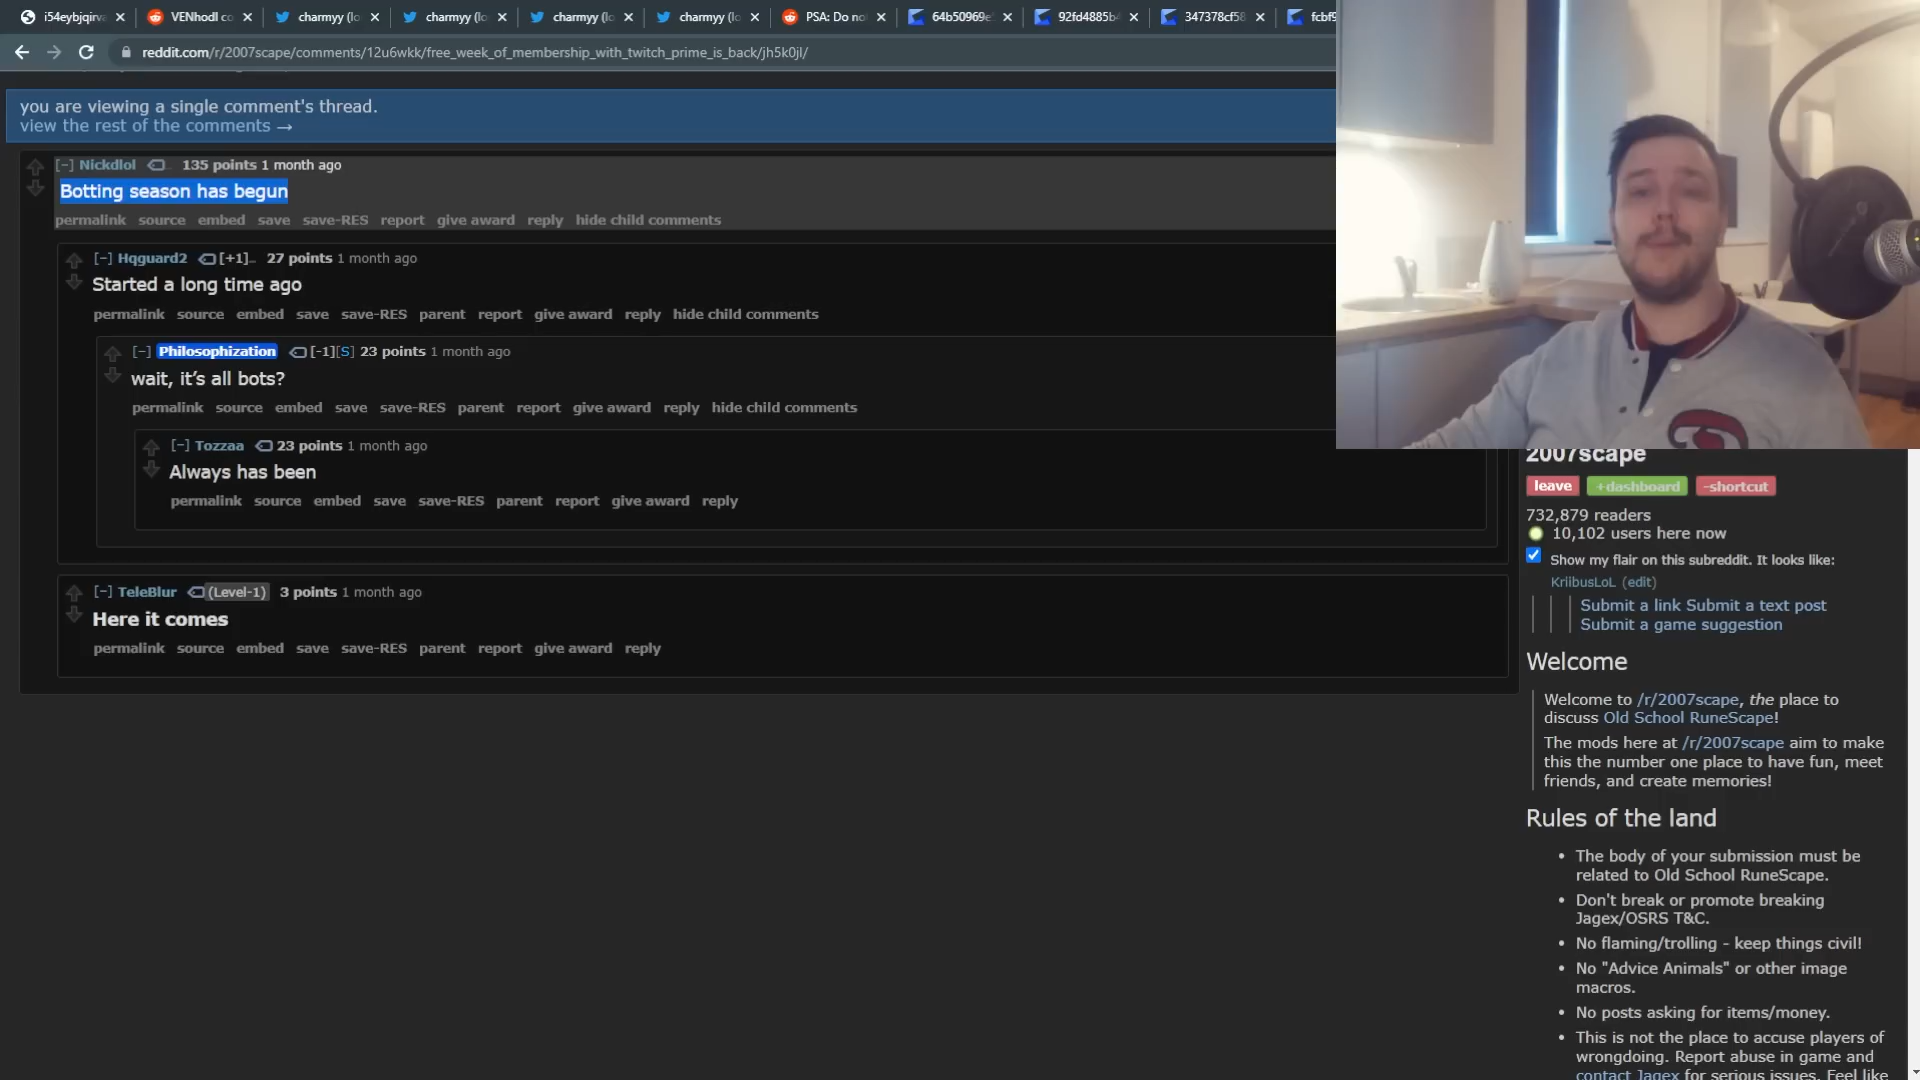 i54eybjqirv
VENhodl co
charmyy (lo
charmyy (lo
charmyy (lo
charmyy (lo
PSA: Do no
64b50969e
92fd4885b
347378cf58
fcbf9
reddit.com/r/2007scape/comments/12u6wkk/free_week_of_membership_with_twitch_prime_is_back/jh5k0jl/
you are viewing a single comment's thread.
view the rest of the comments →
[–] Nickdlol 135 points 1 month ago
Botting season has begun
permalink source embed save save-RES report give award reply hide child comments
[–] Hqguard2 [+1] 27 points 1 month ago
Started a long time ago
permalink source embed save save-RES parent report give award reply hide child comments
[–] Philosophization [-1][S] 23 points 1 month ago
wait, it’s all bots?
permalink source embed save save-RES parent report give award reply hide child comments
[–] Tozzaa 23 points 1 month ago
Always has been
permalink source embed save save-RES parent report give award reply
[–] TeleBlur (Level-1) 3 points 1 month ago
Here it comes
permalink source embed save save-RES parent report give award reply
2007scape
leave +dashboard -shortcut
732,879 readers
10,102 users here now
Show my flair on this subreddit. It looks like:
KriibusLoL (edit)
Submit a link Submit a text post
Submit a game suggestion
Welcome
Welcome to /r/2007scape, the place to
discuss Old School RuneScape!
The mods here at /r/2007scape aim to make
this the number one place to have fun, meet
friends, and create memories!
Rules of the land
• The body of your submission must be
related to Old School RuneScape.
• Don't break or promote breaking
Jagex/OSRS T&C.
• No flaming/trolling - keep things civil!
• No "Advice Animals" or other image
macros.
• No posts asking for items/money.
• This is not the place to accuse players of
wrongdoing. Report abuse in game and
contact Jagex for serious issues. Feel like